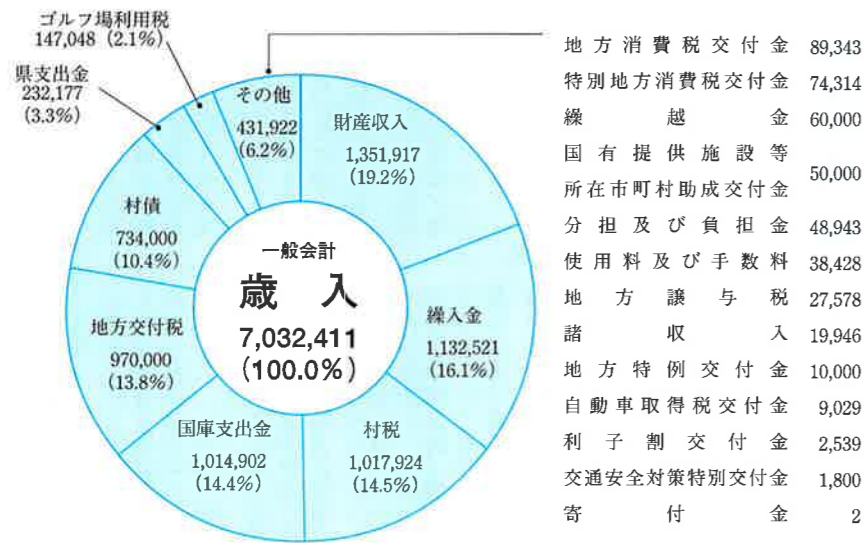 ゴルフ場利用税
147,048 (2.1%)
県支出金
232,177
(3.3%)
その他
431,922
(6.2%)
財産収入
1,351,917
(19.2%)
村債
734,000
(10.4%)
一般会計
歳 入
7,032,411
(100.0%)
繰入金
1,132,521
(16.1%)
地方交付税
970,000
(13.8%)
国庫支出金
1,014,902
(14.4%)
村税
1,017,924
(14.5%)
地方消費税交付金 89,343
特別地方消費税交付金 74,314
繰越金 60,000
国有提供施設等
所在市町村助成交付金 50,000
分担及び負担金 48,943
使用料及び手数料 38,428
地方譲与税 27,578
諸収入 19,946
地方特例交付金 10,000
自動車取得税交付金 9,029
利子割交付金 2,539
交通安全対策特別交付金 1,800
寄付金 2